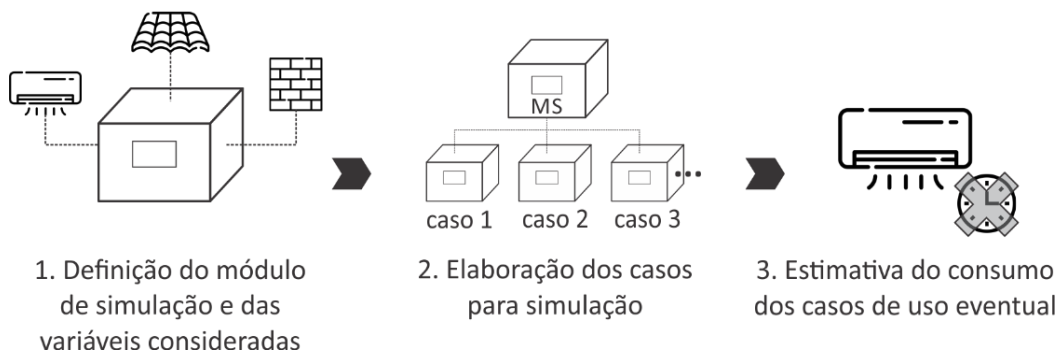 MS
caso 1
caso 2
caso 3
...
1. Definição do módulo
de simulação e das
variáveis consideradas
2. Elaboração dos casos
para simulação
3. Estimativa do consumo
dos casos de uso eventual